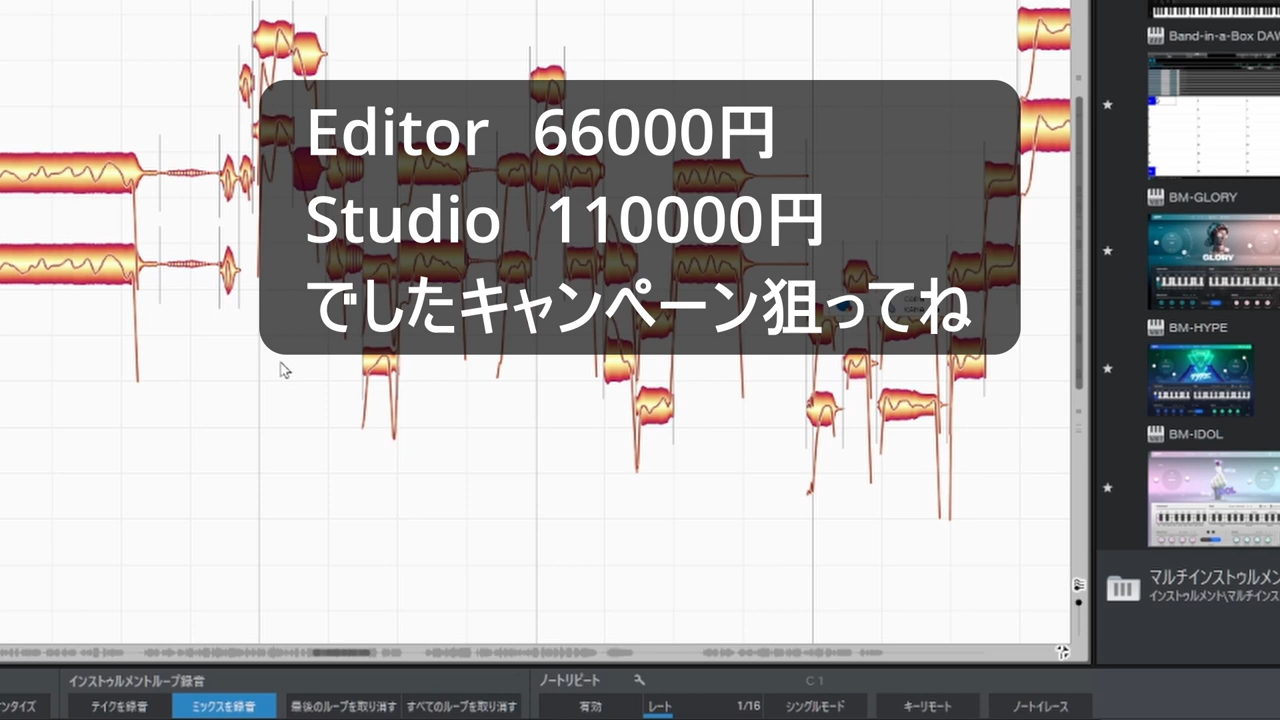 Editor 66000円
Studio 110000円
でしたキャンペーン狙ってね
Band-in-a-Box DAW
BM-GLORY
GLORY
BM-HYPE
BM-IDOL
マルチインストゥルメン
インストゥルメント\マルチインス
インストゥルメントループ録音
ノートリピート
C 1
ンタイズ
テイクを録音
ミックスを録音
最後のループを取り消す
すべてのループを取り消す
有効
レート
1/16
シングルモード
キーリモート
ノートイレース